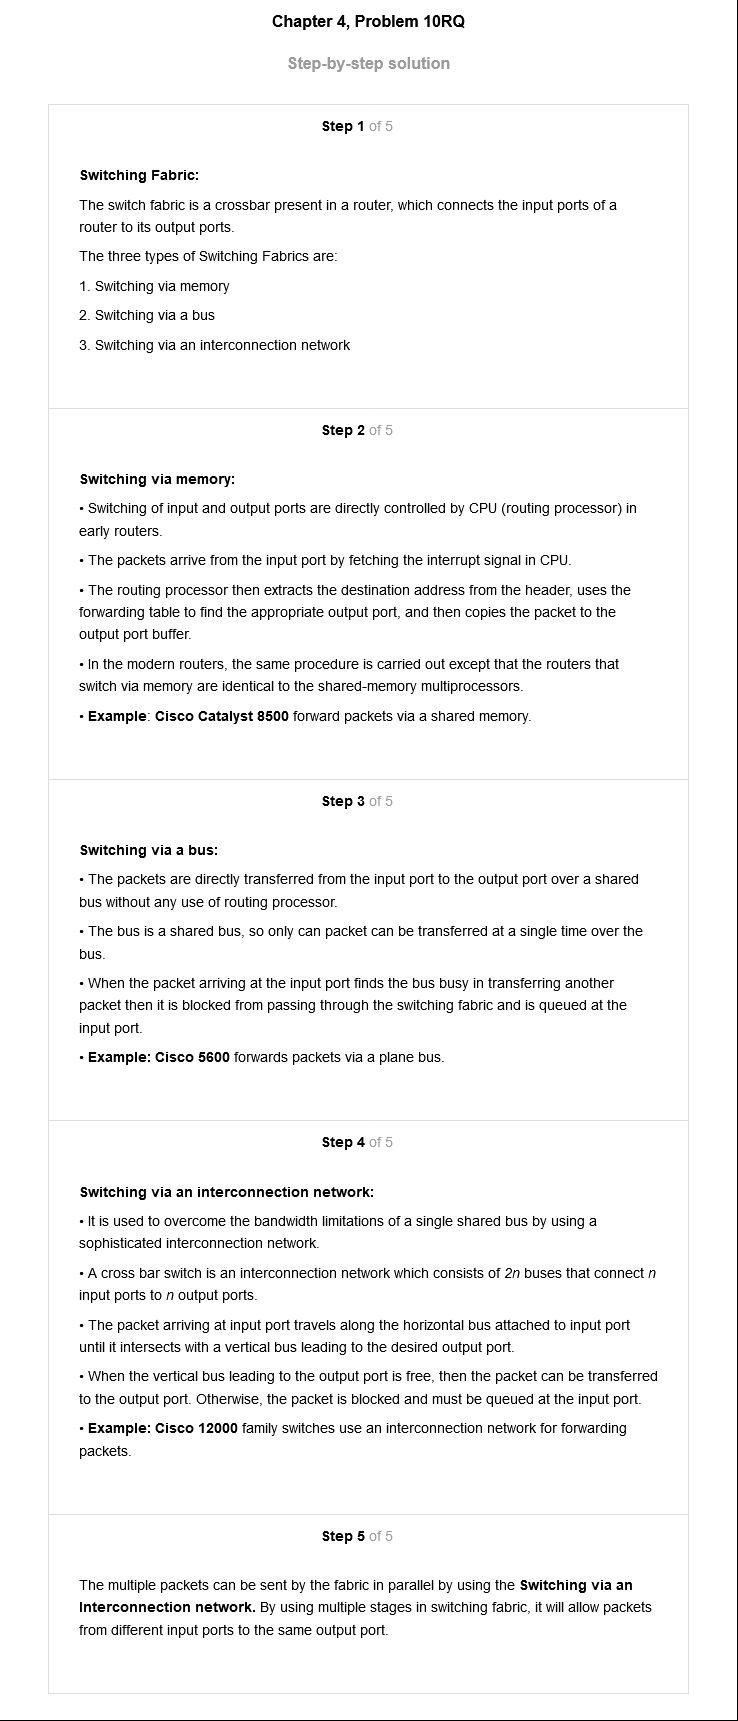 Chapter 4, Problem 10RQ
Step-by-step solution
Step 1 of 5
Switching Fabric:
The switch fabric is a crossbar present in a router, which connects the input ports of a
router to its output ports.
The three types of Switching Fabrics are:
1. Switching via memory
2. Switching via a bus
3. Switching via an interconnection network
Step 2 of 5
Switching via memory:
• Switching of input and output ports are directly controlled by CPU (routing processor) in
early routers.
• The packets arrive from the input port by fetching the interrupt signal in CPU.
• The routing processor then extracts the destination address from the header, uses the
forwarding table to find the appropriate output port, and then copies the packet to the
output port buffer.
• In the modern routers, the same procedure is carried out except that the routers that
switch via memory are identical to the shared-memory multiprocessors.
• Example: Cisco Catalyst 8500 forward packets via a shared memory.
Step 3 of 5
Switching via a bus:
• The packets are directly transferred from the input port to the output port over a shared
bus without any use of routing processor.
• The bus is a shared bus, so only can packet can be transferred at a single time over the
bus.
• When the packet arriving at the input port finds the bus busy in transferring another
packet then it is blocked from passing through the switching fabric and is queued at the
input port.
• Example: Cisco 5600 forwards packets via a plane bus.
Step 4 of 5
Switching via an interconnection network:
• It is used to overcome the bandwidth limitations of a single shared bus by using a
sophisticated interconnection network.
• A cross bar switch is an interconnection network which consists of 2n buses that connect n
input ports to n output ports.
• The packet arriving at input port travels along the horizontal bus attached to input port
until it intersects with a vertical bus leading to the desired output port.
• When the vertical bus leading to the output port is free, then the packet can be transferred
to the output port. Otherwise, the packet is blocked and must be queued at the input port.
• Example: Cisco 12000 family switches use an interconnection network for forwarding
packets.
Step 5 of 5
The multiple packets can be sent by the fabric in parallel by using the Switching via an
Interconnection network. By using multiple stages in switching fabric, it will allow packets
from different input ports to the same output port.